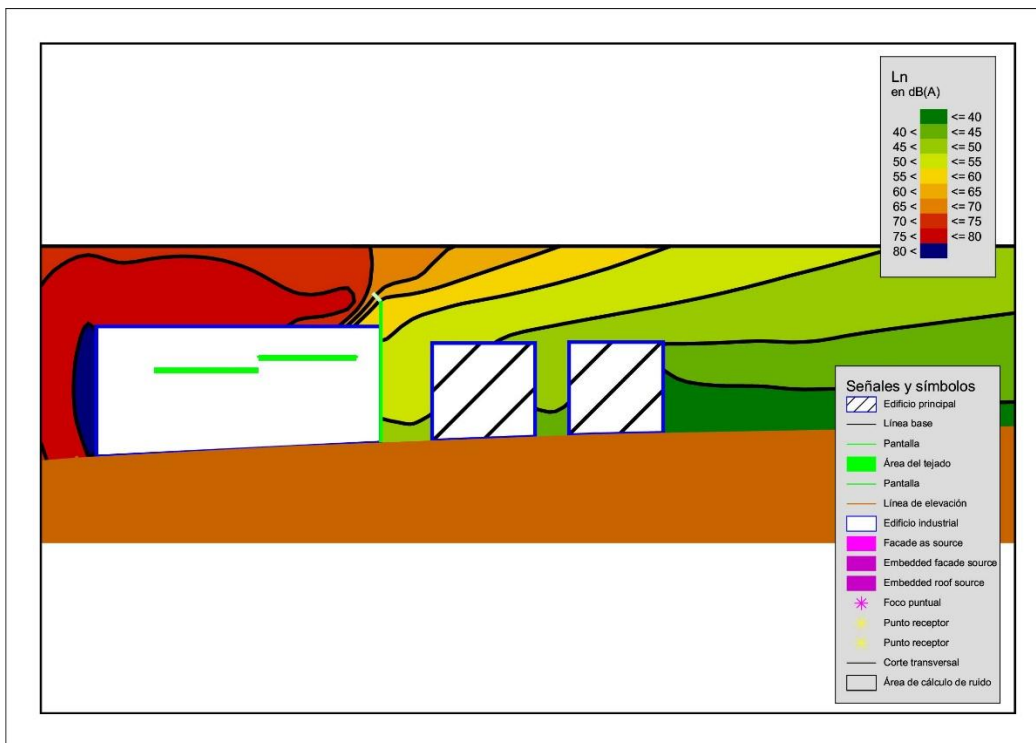 Ln
en dB(A)
<= 40
40 < <= 45
45 < <= 50
50 < <= 55
55 < <= 60
60 < <= 65
65 < <= 70
70 < <= 75
75 < <= 80
80 <
Señales y símbolos
Edificio principal
Línea base
Pantalla
Área del tejado
Pantalla
Línea de elevación
Edificio industrial
Facade as source
Embedded facade source
Embedded roof source
Foco puntual
Punto receptor
Punto receptor
Corte transversal
Área de cálculo de ruido